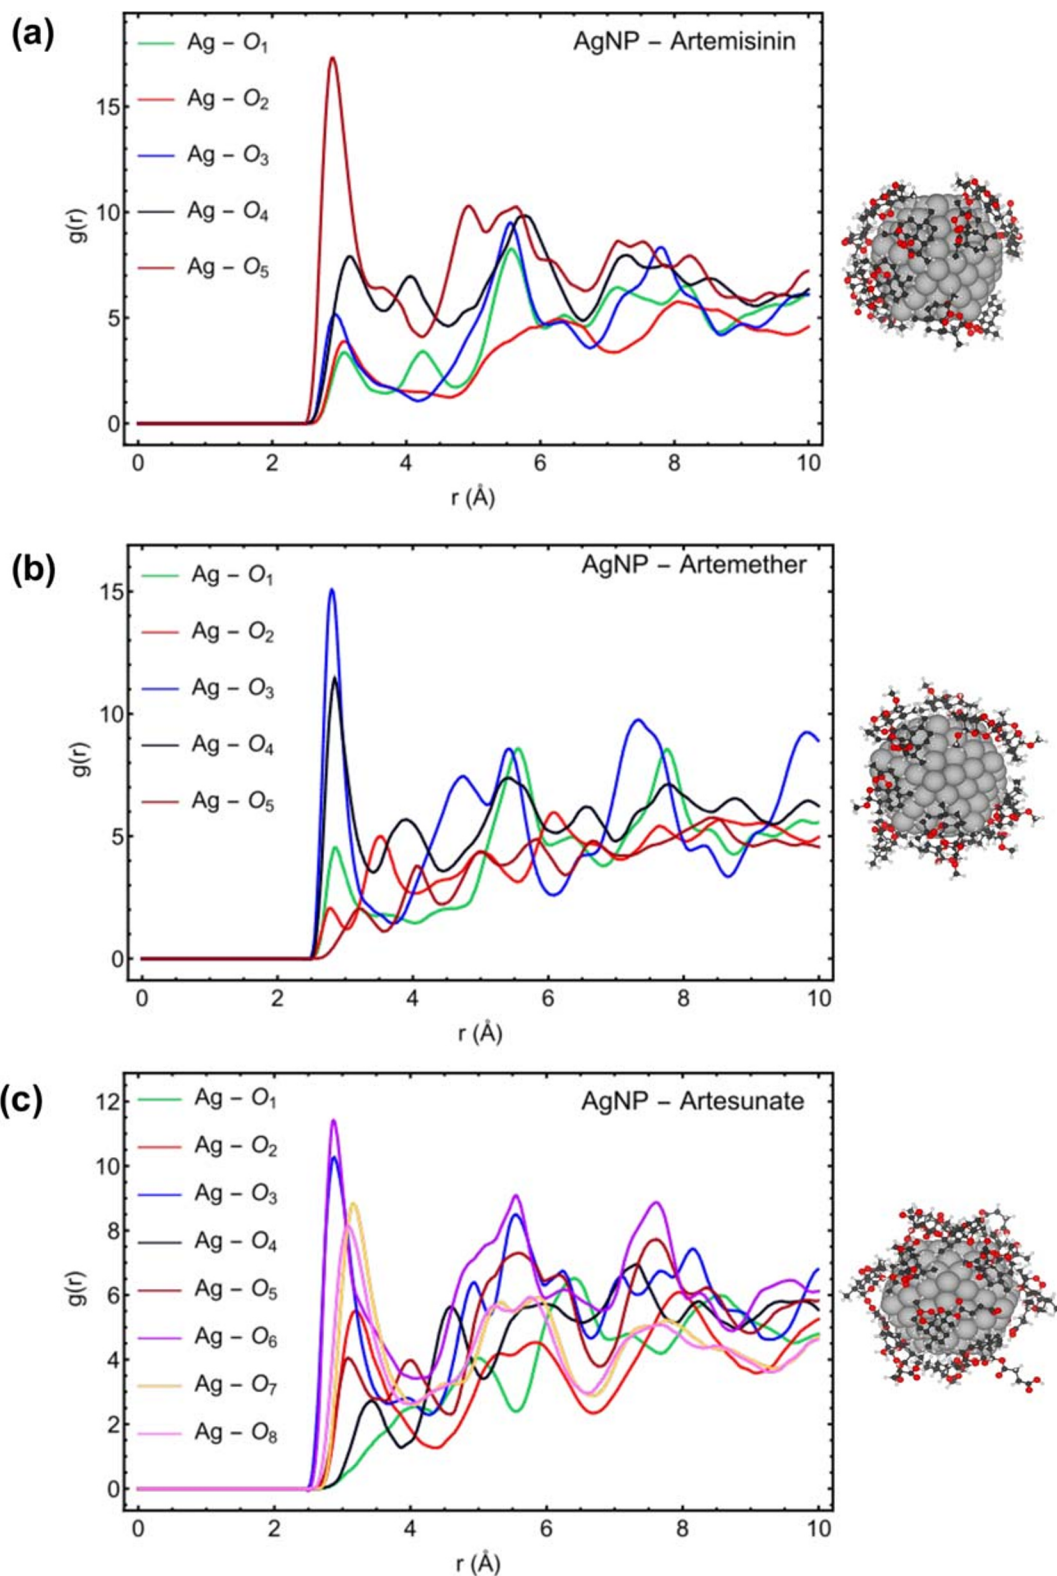 (a)
AgNP – Artemisinin
Ag – O₁
Ag – O₂
Ag – O₃
Ag – O₄
Ag – O₅
15
10
5
0
g(r)
0 2 4 6 8 10
r (Å)
(b)
AgNP – Artemether
Ag – O₁
Ag – O₂
Ag – O₃
Ag – O₄
Ag – O₅
15
10
5
0
g(r)
0 2 4 6 8 10
r (Å)
(c)
AgNP – Artesunate
Ag – O₁
Ag – O₂
Ag – O₃
Ag – O₄
Ag – O₅
Ag – O₆
Ag – O₇
Ag – O₈
12
10
8
6
4
2
0
g(r)
0 2 4 6 8 10
r (Å)